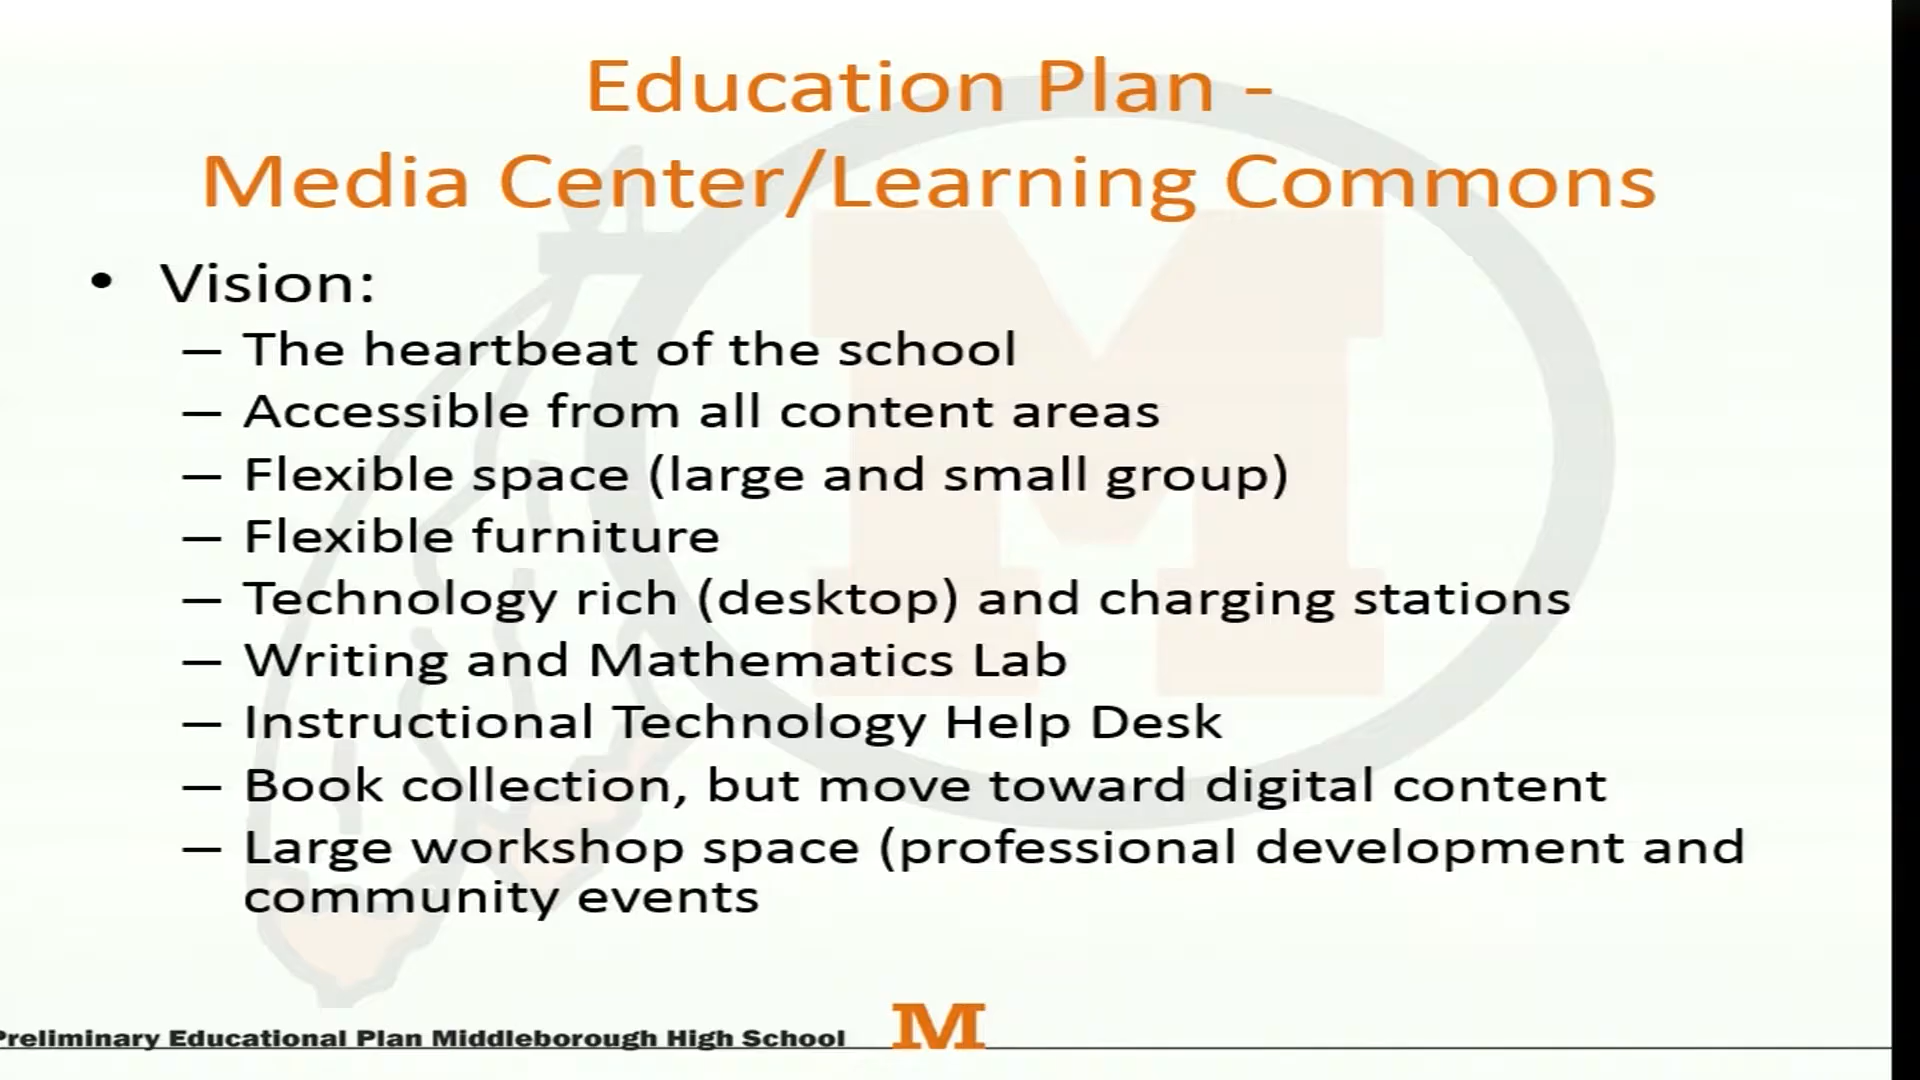 Education Plan -
Media Center/Learning Commons
• Vision:
– The heartbeat of the school
– Accessible from all content areas
– Flexible space (large and small group)
– Flexible furniture
– Technology rich (desktop) and charging stations
– Writing and Mathematics Lab
– Instructional Technology Help Desk
– Book collection, but move toward digital content
– Large workshop space (professional development and
community events
Preliminary Educational Plan Middleborough High School
M